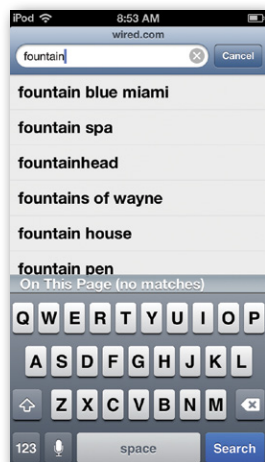 iPod 8:53 AM
wired.com
fountain Cancel
fountain blue miami
fountain spa
fountainhead
fountains of wayne
fountain house
fountain pen
On This Page (no matches)
Q W E R T Y U I O P
A S D F G H J K L
Z X C V B N M
123 space Search